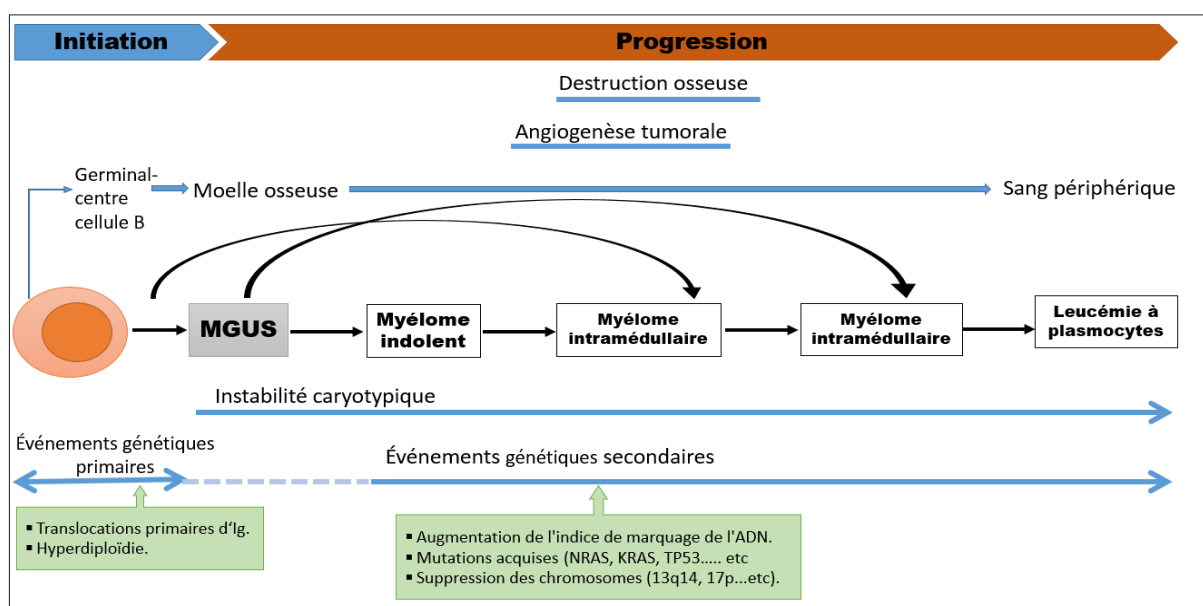 Initiation
Progression
Destruction osseuse
Angiogenèse tumorale
Germinal-
centre
cellule B
Moelle osseuse
Sang périphérique
MGUS
Myélome
indolent
Myélome
intramédullaire
Myélome
intramédullaire
Leucémie à
plasmocytes
Instabilité caryotypique
Événements génétiques
primaires
Événements génétiques secondaires
▪ Translocations primaires d‘Ig.
▪ Hyperdiploïdie.
▪ Augmentation de l'indice de marquage de l'ADN.
▪ Mutations acquises (NRAS, KRAS, TP53..... etc
▪ Suppression des chromosomes (13q14, 17p...etc).